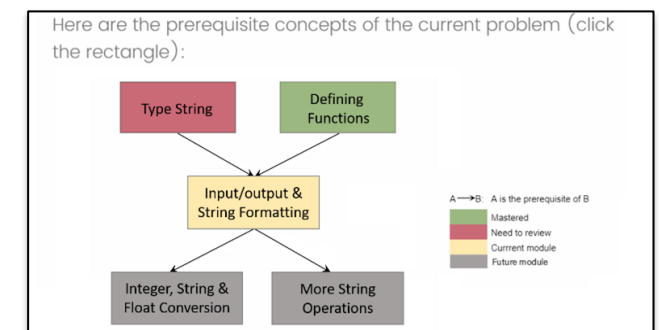 Here are the prerequisite concepts of the current problem (click
the rectangle):
Type String
Defining
Functions
Input/output &
String Formatting
Integer, String &
Float Conversion
More String
Operations
A→B: A is the prerequisite of B
Mastered
Need to review
Currrent module
Future module